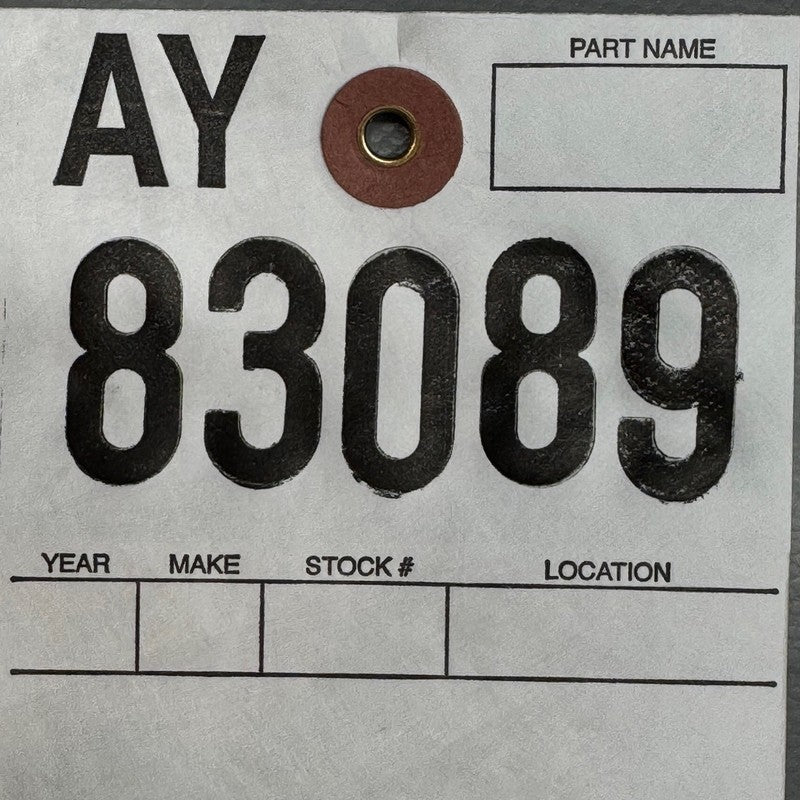 AY
PART NAME
83089
YEAR MAKE STOCK # LOCATION